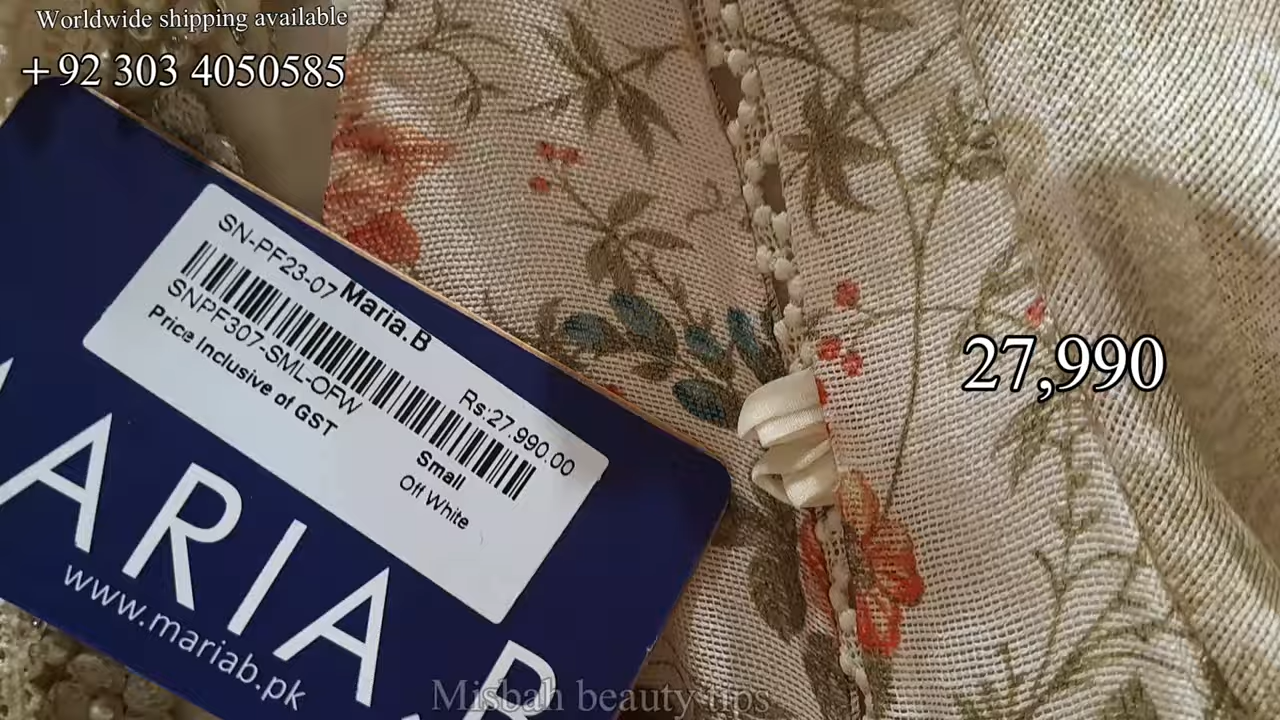 Worldwide shipping available
+92 303 4050585
SN-PF23-07
Maria.B
SNPF307-SML-OFW
Rs:27.990.00
Price Inclusive of GST
Small
Off White
ARIA.B
www.mariab.pk
27,990
Misbah beauty tips